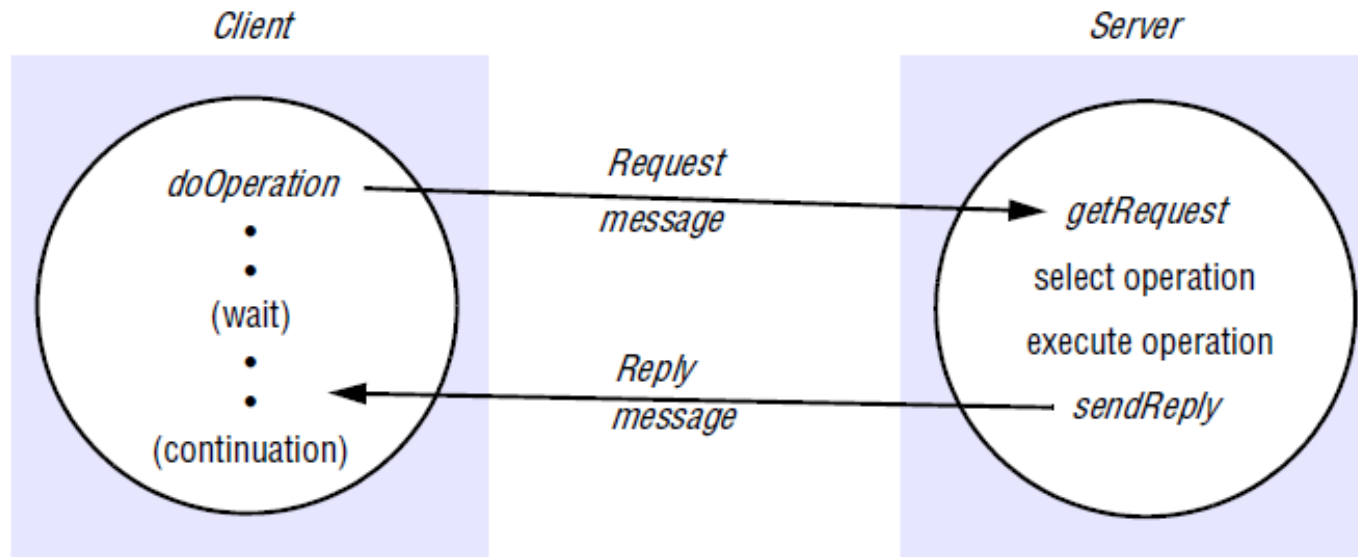 Client
Server
doOperation
•
•
(wait)
•
•
(continuation)
Request
message
Reply
message
getRequest
select operation
execute operation
sendReply